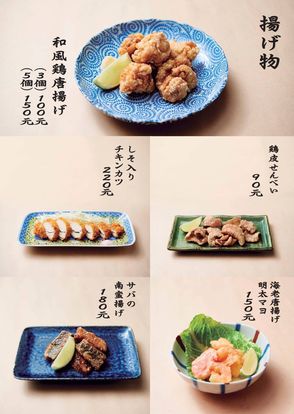 揚げ物
和風鶏唐揚げ
(3個) 100元
(5個) 150元
鶏皮せんべい
90元
しそ入り
チキンカツ
220元
海老唐揚げ
明太マヨ
150元
サバの
南蛮揚げ
180元